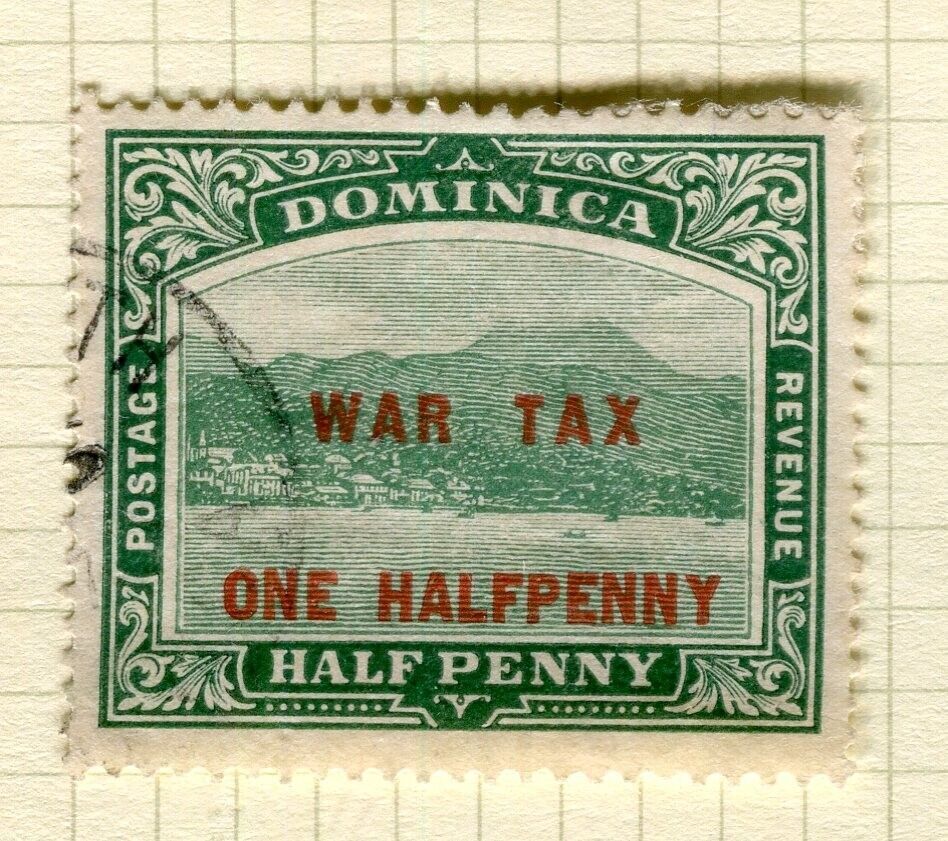 DOMINICA
POSTAGE
REVENUE
WAR TAX
ONE HALFPENNY
HALF PENNY